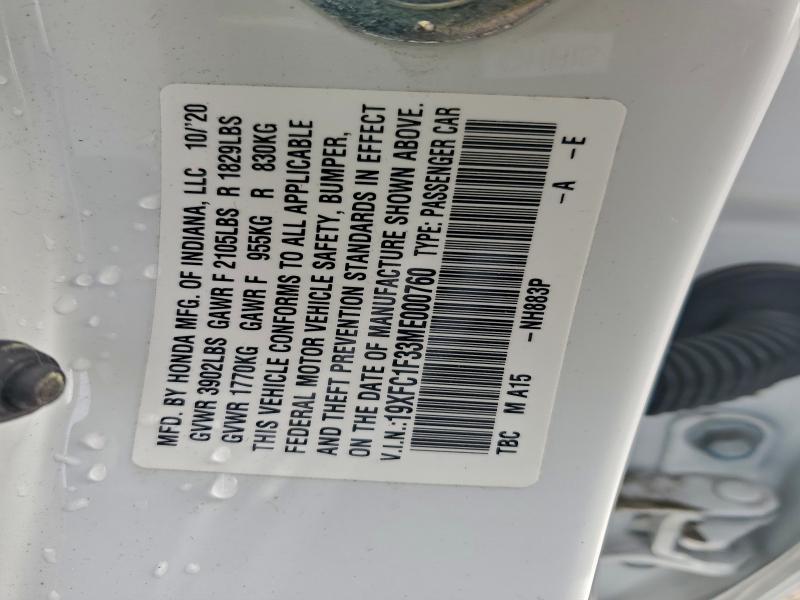 MFD. BY HONDA MFG. OF INDIANA, LLC 10/'20
GVWR 3902LBS GAWR F 2105LBS R 1829LBS
GVWR 1770KG GAWR F 955KG R 830KG
THIS VEHICLE CONFORMS TO ALL APPLICABLE
FEDERAL MOTOR VEHICLE SAFETY, BUMPER,
AND THEFT PREVENTION STANDARDS IN EFFECT
ON THE DATE OF MANUFACTURE SHOWN ABOVE.
V.I.N.:19XFC1F33ME000760 TYPE: PASSENGER CAR
TBC M A15 -NH883P -A -E